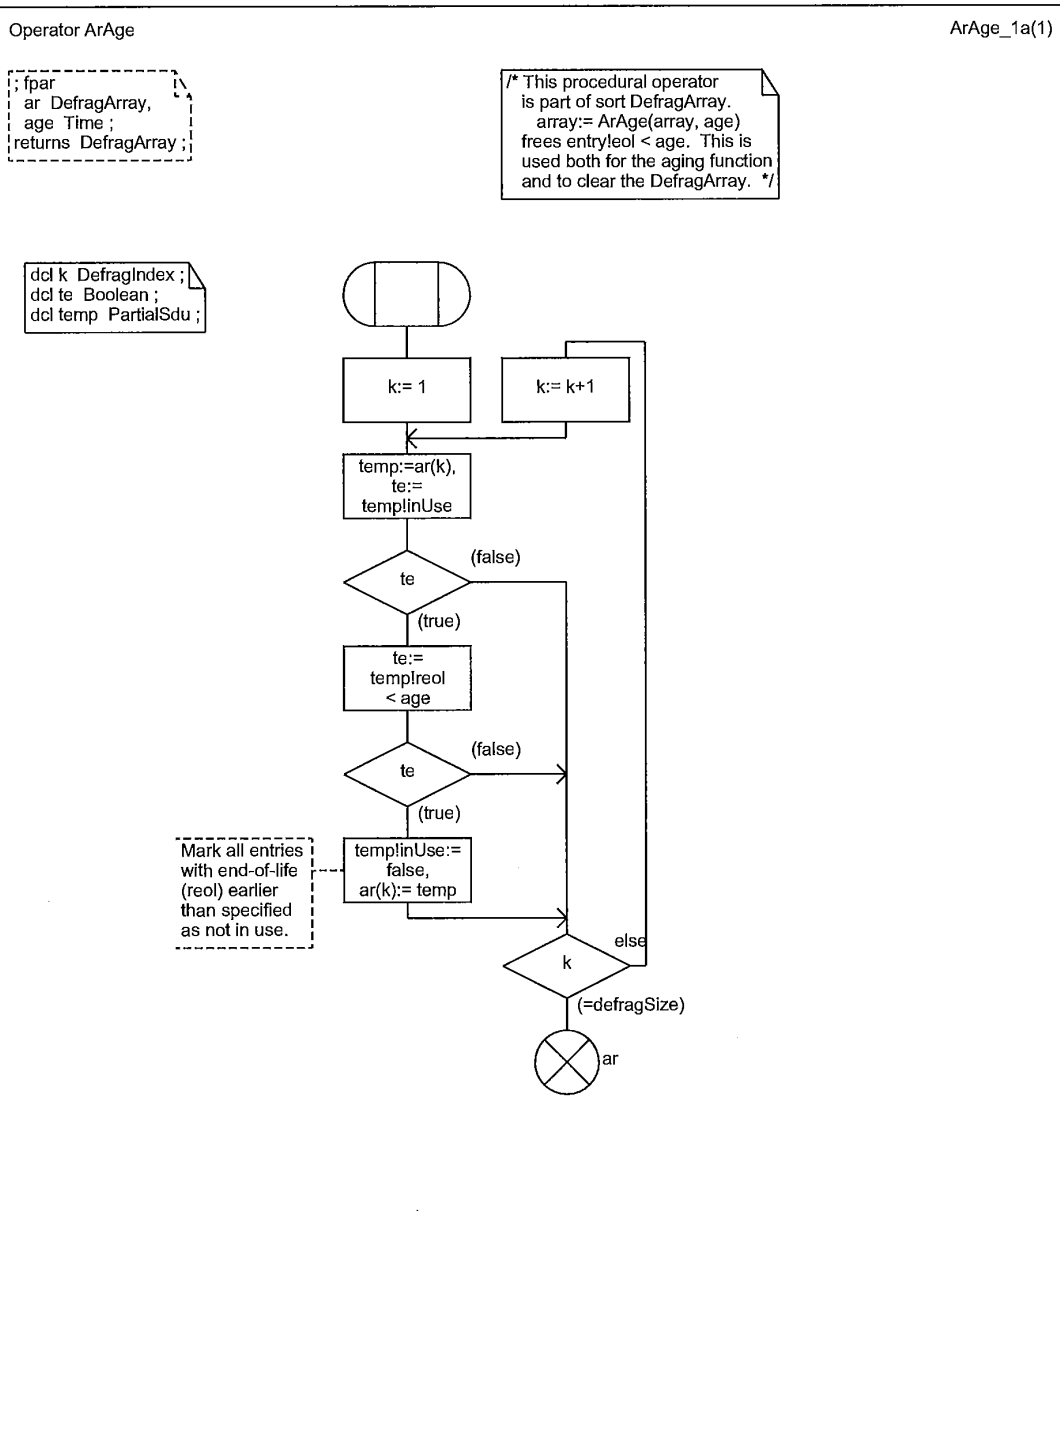 Operator ArAge
ArAge_1a(1)
; fpar
ar DefragArray,
age Time ;
returns DefragArray ;
/* This procedural operator
is part of sort DefragArray.
array:= ArAge(array, age)
frees entry!eol < age. This is
used both for the aging function
and to clear the DefragArray. */
dcl k DefragIndex ;
dcl te Boolean ;
dcl temp PartialSdu ;
k:= 1
k:= k+1
temp:=ar(k),
te:=
temp!inUse
(false)
te
(true)
te:=
temp!reol
< age
(false)
te
(true)
Mark all entries
with end-of-life
(reol) earlier
than specified
as not in use.
temp!inUse:=
false,
ar(k):= temp
else
k
(=defragSize)
ar